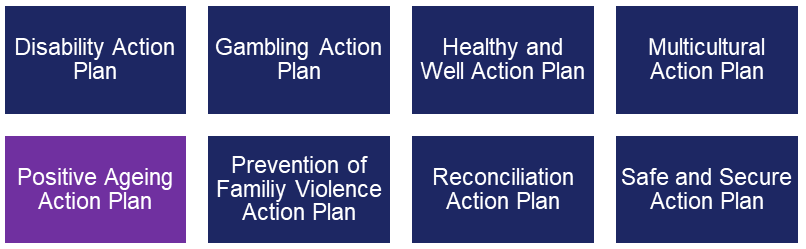 Disability Action
Plan
Gambling Action
Plan
Healthy and
Well Action Plan
Multicultural
Action Plan
Positive Ageing
Action Plan
Prevention of
Familiy Violence
Action Plan
Reconciliation
Action Plan
Safe and Secure
Action Plan